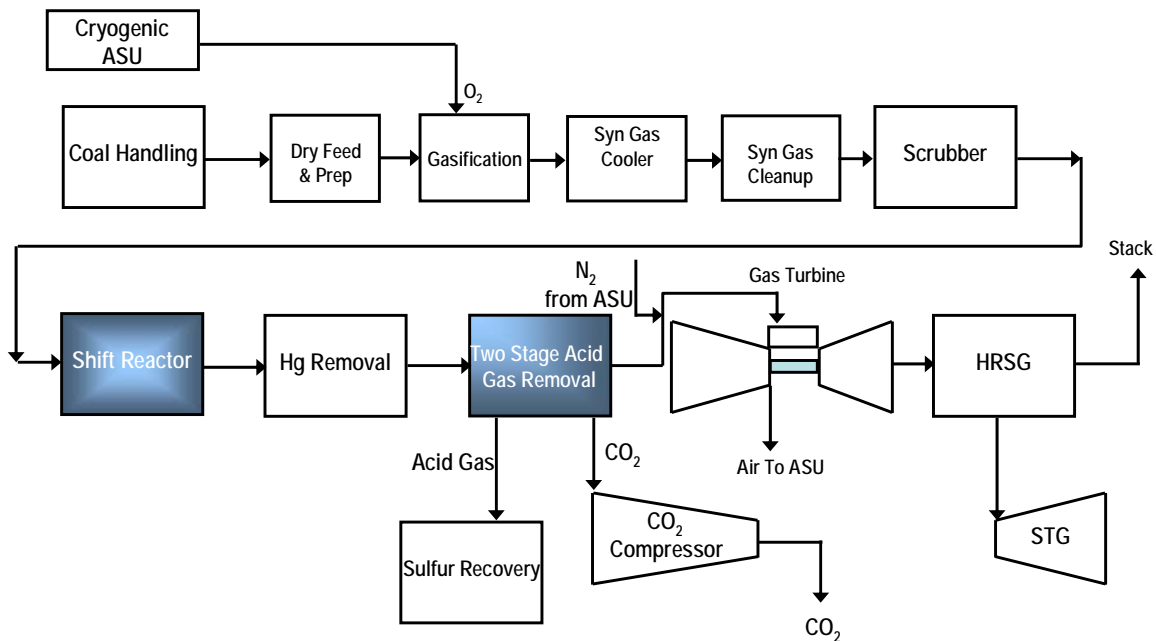 Cryogenic
ASU
O2
Coal Handling
Dry Feed
& Prep
Gasification
Syn Gas
Cooler
Syn Gas
Cleanup
Scrubber
N2
from ASU
Gas Turbine
Stack
Shift Reactor
Hg Removal
Two Stage Acid
Gas Removal
HRSG
Acid Gas
CO2
Air To ASU
Sulfur Recovery
CO2
Compressor
STG
CO2